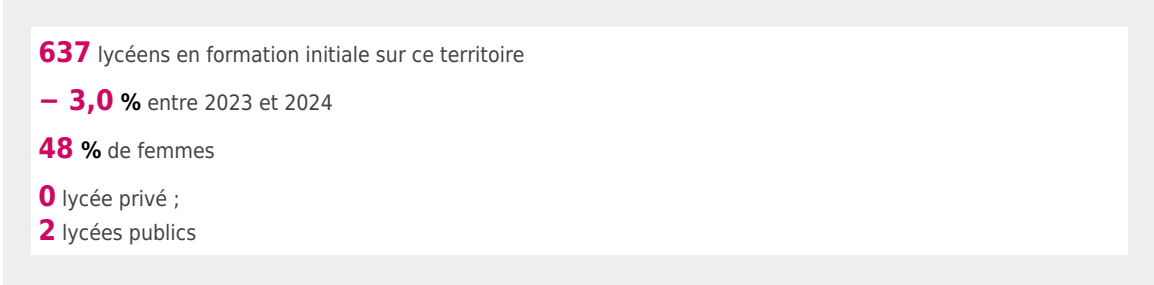 637 lycéens en formation initiale sur ce territoire
− 3,0 % entre 2023 et 2024
48 % de femmes
0 lycée privé ;
2 lycées publics